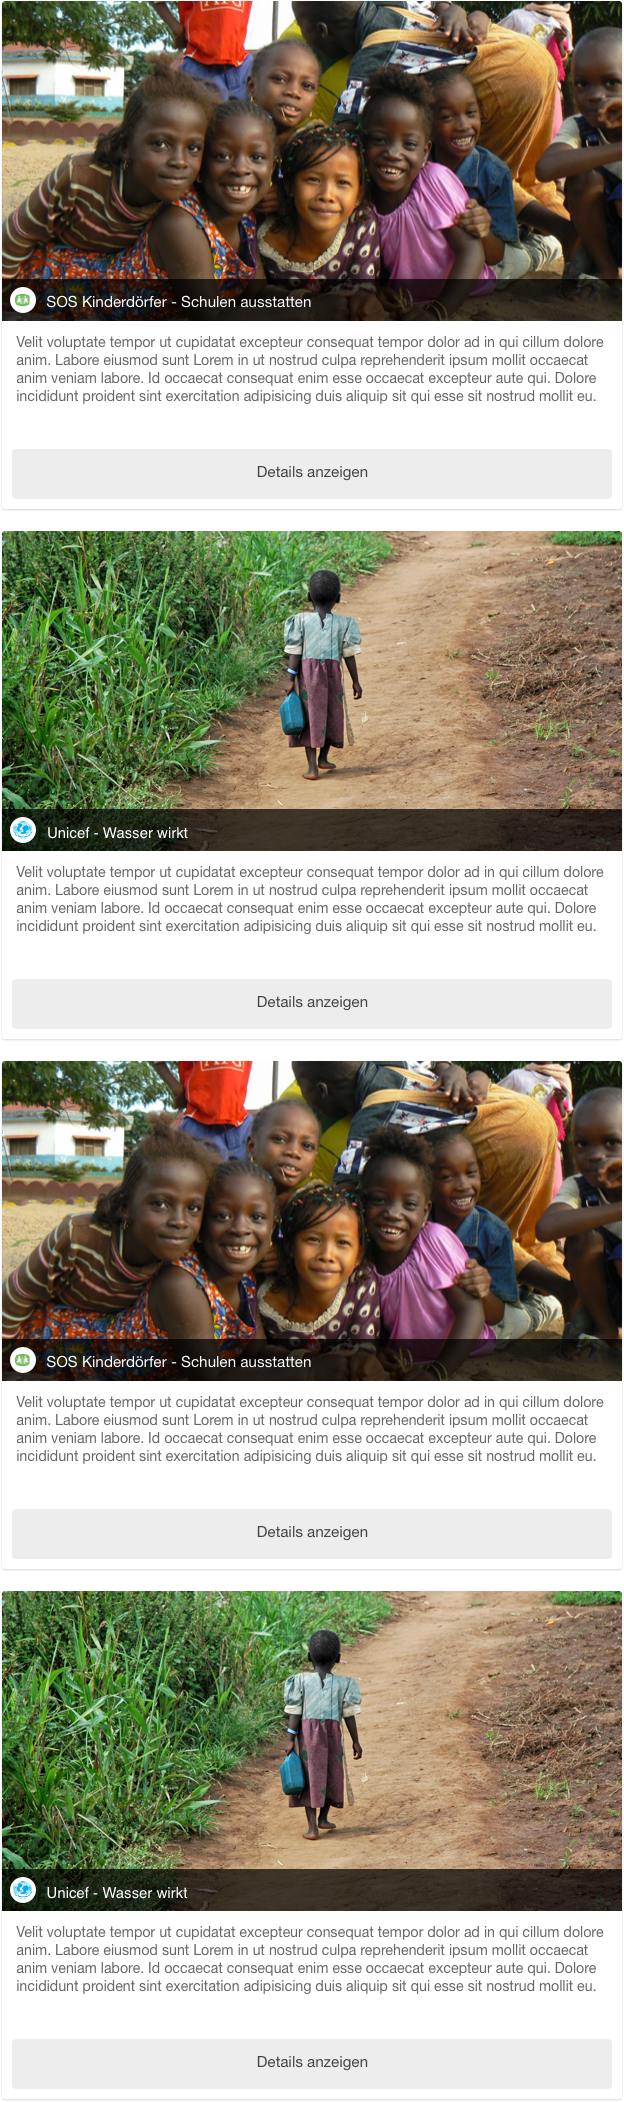 SOS Kinderdörfer - Schulen ausstatten
Velit voluptate tempor ut cupidatat excepteur consequat tempor dolor ad in qui cillum dolore
anim. Labore eiusmod sunt Lorem in ut nostrud culpa reprehenderit ipsum mollit occaecat
anim veniam labore. Id occaecat consequat enim esse occaecat excepteur aute qui. Dolore
incididunt proident sint exercitation adipisicing duis aliquip sit qui esse sit nostrud mollit eu.
Details anzeigen
Unicef - Wasser wirkt
Velit voluptate tempor ut cupidatat excepteur consequat tempor dolor ad in qui cillum dolore
anim. Labore eiusmod sunt Lorem in ut nostrud culpa reprehenderit ipsum mollit occaecat
anim veniam labore. Id occaecat consequat enim esse occaecat excepteur aute qui. Dolore
incididunt proident sint exercitation adipisicing duis aliquip sit qui esse sit nostrud mollit eu.
Details anzeigen
SOS Kinderdörfer - Schulen ausstatten
Velit voluptate tempor ut cupidatat excepteur consequat tempor dolor ad in qui cillum dolore
anim. Labore eiusmod sunt Lorem in ut nostrud culpa reprehenderit ipsum mollit occaecat
anim veniam labore. Id occaecat consequat enim esse occaecat excepteur aute qui. Dolore
incididunt proident sint exercitation adipisicing duis aliquip sit qui esse sit nostrud mollit eu.
Details anzeigen
Unicef - Wasser wirkt
Velit voluptate tempor ut cupidatat excepteur consequat tempor dolor ad in qui cillum dolore
anim. Labore eiusmod sunt Lorem in ut nostrud culpa reprehenderit ipsum mollit occaecat
anim veniam labore. Id occaecat consequat enim esse occaecat excepteur aute qui. Dolore
incididunt proident sint exercitation adipisicing duis aliquip sit qui esse sit nostrud mollit eu.
Details anzeigen